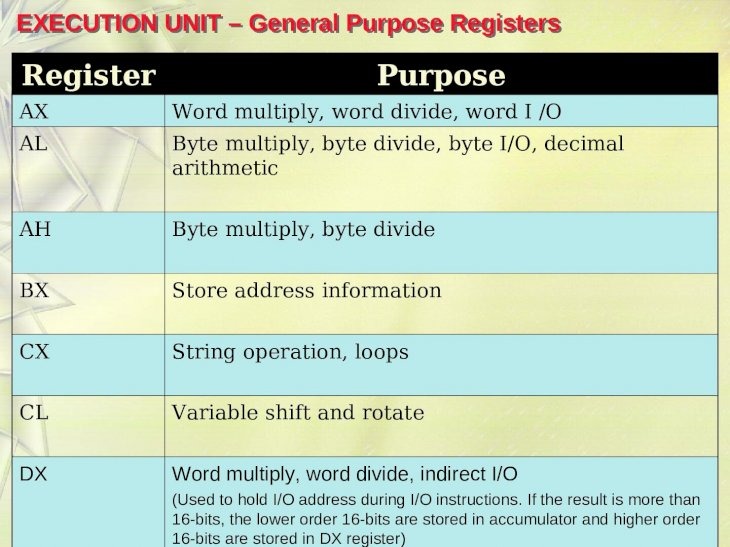 EXECUTION UNIT – General Purpose Registers
Register Purpose
AX Word multiply, word divide, word I /O
AL Byte multiply, byte divide, byte I/O, decimal
arithmetic
AH Byte multiply, byte divide
BX Store address information
CX String operation, loops
CL Variable shift and rotate
DX Word multiply, word divide, indirect I/O
(Used to hold I/O address during I/O instructions. If the result is more than
16-bits, the lower order 16-bits are stored in accumulator and higher order
16-bits are stored in DX register)